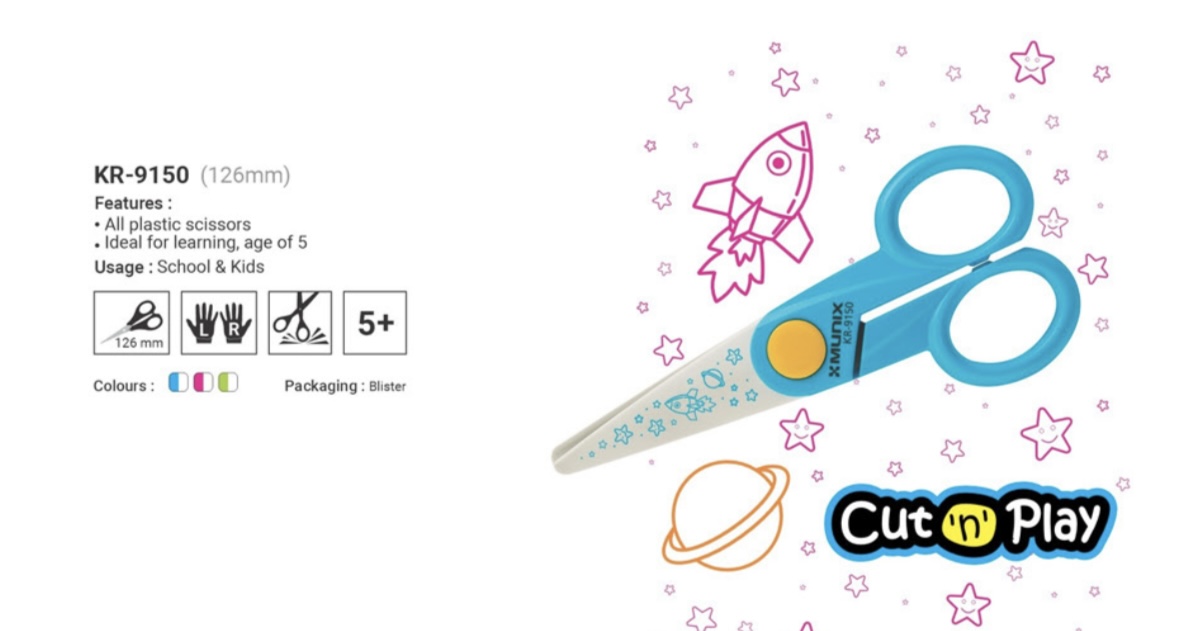 KR-9150 (126mm)
Features :
• All plastic scissors
• Ideal for learning, age of 5
Usage : School & Kids
126 mm
L R
5+
Colours :
Packaging : Blister
MUNIX
KR-9150
Cut 'n' Play